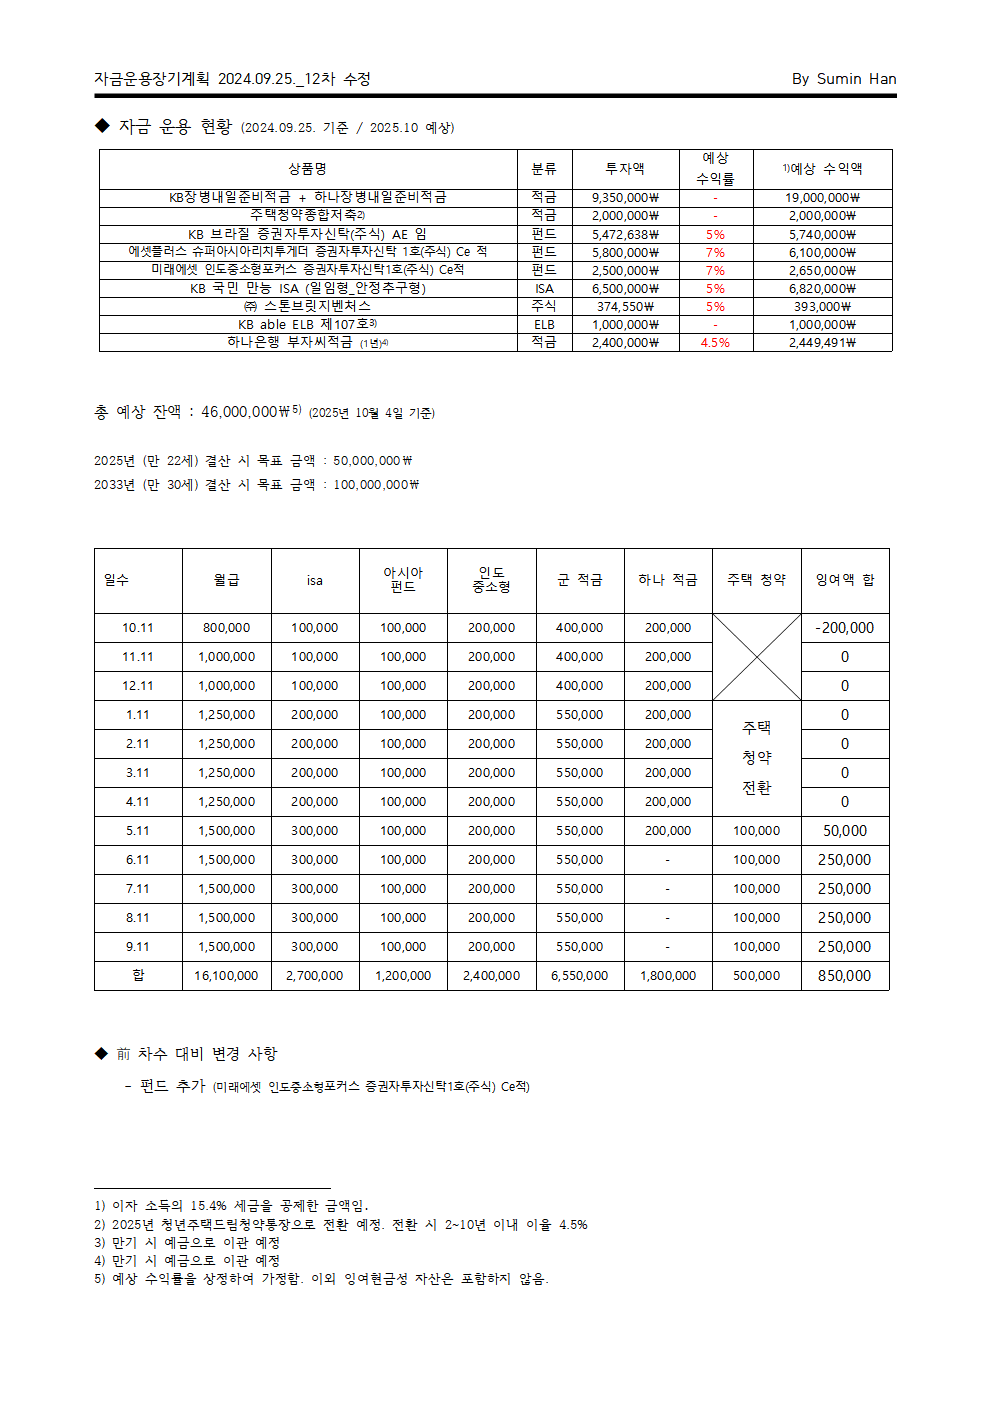 자금운용장기계획 2024.09.25._12차 수정 By Sumin Han
◆ 자금 운용 현황 (2024.09.25. 기준 / 2025.10 예상)
상품명 분류 투자액 예상 수익률 1)예상 수익액
KB장병내일준비적금 + 하나장병내일준비적금 적금 9,350,000₩ - 19,000,000₩
주택청약종합저축2) 적금 2,000,000₩ - 2,000,000₩
KB 브라질 증권자투자신탁(주식) AE 임 펀드 5,472,638₩ 5% 5,740,000₩
에셋플러스 슈퍼아시아리치투게더 증권자투자신탁 1호(주식) Ce 적 펀드 5,800,000₩ 7% 6,100,000₩
미래에셋 인도중소형포커스 증권자투자신탁1호(주식) Ce적 펀드 2,500,000₩ 7% 2,650,000₩
KB 국민 만능 ISA (일임형_안정추구형) ISA 6,500,000₩ 5% 6,820,000₩
㈜ 스톤브릿지벤처스 주식 374,550₩ 5% 393,000₩
KB able ELB 제107호3) ELB 1,000,000₩ - 1,000,000₩
하나은행 부자씨적금 (1년)4) 적금 2,400,000₩ 4.5% 2,449,491₩
총 예상 잔액 : 46,000,000₩5) (2025년 10월 4일 기준)
2025년 (만 22세) 결산 시 목표 금액 : 50,000,000₩
2033년 (만 30세) 결산 시 목표 금액 : 100,000,000₩
일수 월급 isa 아시아 펀드 인도 중소형 군 적금 하나 적금 주택 청약 잉여액 합
10.11 800,000 100,000 100,000 200,000 400,000 200,000 -200,000
11.11 1,000,000 100,000 100,000 200,000 400,000 200,000 0
12.11 1,000,000 100,000 100,000 200,000 400,000 200,000 0
1.11 1,250,000 200,000 100,000 200,000 550,000 200,000 주택 0
2.11 1,250,000 200,000 100,000 200,000 550,000 200,000 청약 0
3.11 1,250,000 200,000 100,000 200,000 550,000 200,000 전환 0
4.11 1,250,000 200,000 100,000 200,000 550,000 200,000 0
5.11 1,500,000 300,000 100,000 200,000 550,000 200,000 100,000 50,000
6.11 1,500,000 300,000 100,000 200,000 550,000 - 100,000 250,000
7.11 1,500,000 300,000 100,000 200,000 550,000 - 100,000 250,000
8.11 1,500,000 300,000 100,000 200,000 550,000 - 100,000 250,000
9.11 1,500,000 300,000 100,000 200,000 550,000 - 100,000 250,000
합 16,100,000 2,700,000 1,200,000 2,400,000 6,550,000 1,800,000 500,000 850,000
◆ 前 차수 대비 변경 사항
- 펀드 추가 (미래에셋 인도중소형포커스 증권자투자신탁1호(주식) Ce적)
1) 이자 소득의 15.4% 세금을 공제한 금액임.
2) 2025년 청년주택드림청약통장으로 전환 예정. 전환 시 2~10년 이내 이율 4.5%
3) 만기 시 예금으로 이관 예정
4) 만기 시 예금으로 이관 예정
5) 예상 수익률을 상정하여 가정함. 이외 잉여현금성 자산은 포함하지 않음.